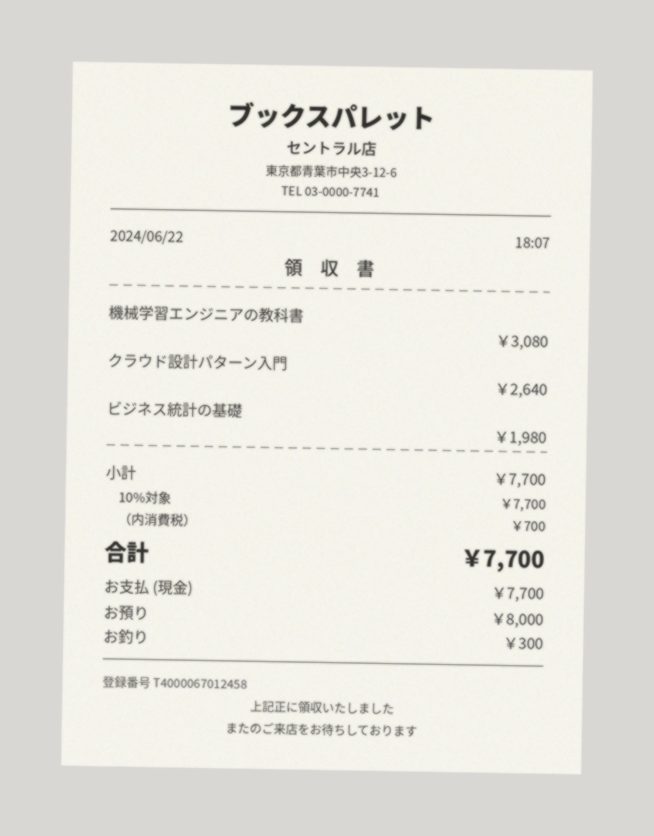 ブックスパレット
セントラル店
東京都青葉市中央3-12-6
TEL 03-0000-7741
2024/06/22 18:07
領 収 書
機械学習エンジニアの教科書
¥3,080
クラウド設計パターン入門
¥2,640
ビジネス統計の基礎
¥1,980
小計 ¥7,700
10%対象 ¥7,700
（内消費税） ¥700
合計 ¥7,700
お支払 (現金) ¥7,700
お預り ¥8,000
お釣り ¥300
登録番号 T4000067012458
上記正に領収いたしました
またのご来店をお待ちしております